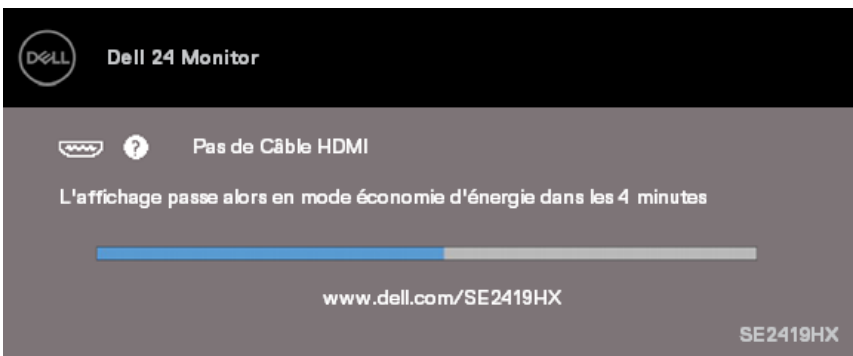 DELL Dell 24 Monitor
? Pas de Câble HDMI
L'affichage passe alors en mode économie d'énergie dans les 4 minutes
www.dell.com/SE2419HX
SE2419HX